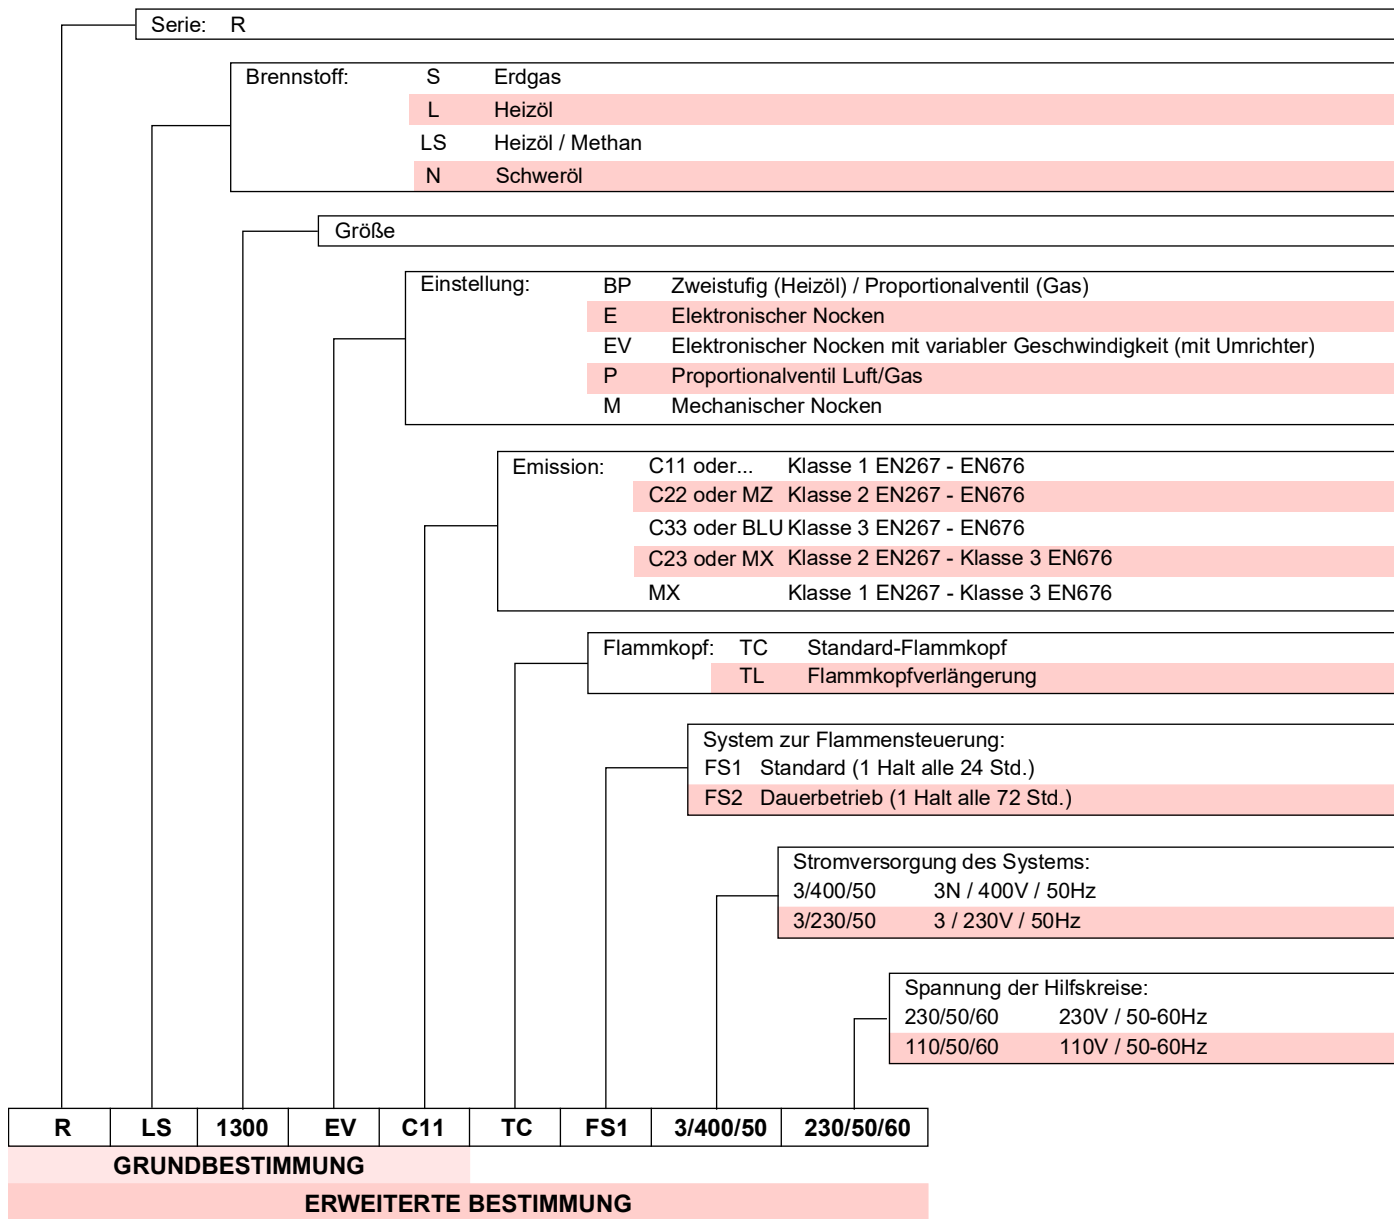 Serie: R
Brennstoff: S Erdgas
L Heizöl
LS Heizöl / Methan
N Schweröl
Größe
Einstellung: BP Zweistufig (Heizöl) / Proportionalventil (Gas)
E Elektronischer Nocken
EV Elektronischer Nocken mit variabler Geschwindigkeit (mit Umrichter)
P Proportionalventil Luft/Gas
M Mechanischer Nocken
Emission: C11 oder... Klasse 1 EN267 - EN676
C22 oder MZ Klasse 2 EN267 - EN676
C33 oder BLU Klasse 3 EN267 - EN676
C23 oder MX Klasse 2 EN267 - Klasse 3 EN676
MX Klasse 1 EN267 - Klasse 3 EN676
Flammkopf: TC Standard-Flammkopf
TL Flammkopfverlängerung
System zur Flammensteuerung:
FS1 Standard (1 Halt alle 24 Std.)
FS2 Dauerbetrieb (1 Halt alle 72 Std.)
Stromversorgung des Systems:
3/400/50 3N / 400V / 50Hz
3/230/50 3 / 230V / 50Hz
Spannung der Hilfskreise:
230/50/60 230V / 50-60Hz
110/50/60 110V / 50-60Hz
R LS 1300 EV C11 TC FS1 3/400/50 230/50/60
GRUNDBESTIMMUNG
ERWEITERTE BESTIMMUNG